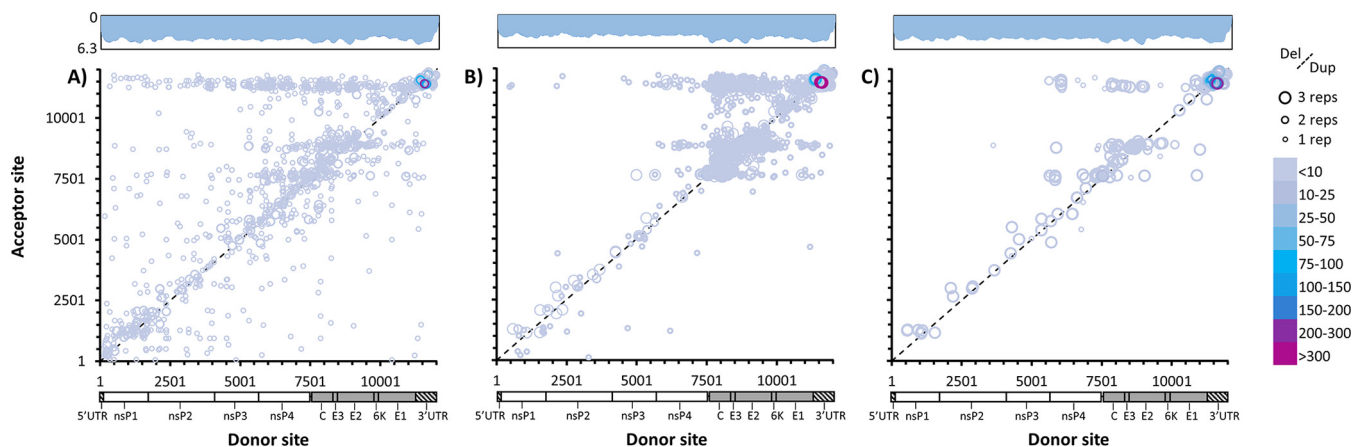 0
6.3
A)
B)
C)
Acceptor site
10001
7501
5001
2501
1
1 2501 5001 7501 10001
1 2501 5001 7501 10001
1 2501 5001 7501 10001
5'UTR nsP1 nsP2 nsP3 nsP4 C E3 E2 6K E1 3'UTR
5'UTR nsP1 nsP2 nsP3 nsP4 C E3 E2 6K E1 3'UTR
5'UTR nsP1 nsP2 nsP3 nsP4 C E3 E2 6K E1 3'UTR
Donor site
Donor site
Donor site
Del
Dup
3 reps
2 reps
1 rep
<10
10-25
25-50
50-75
75-100
100-150
150-200
200-300
>300